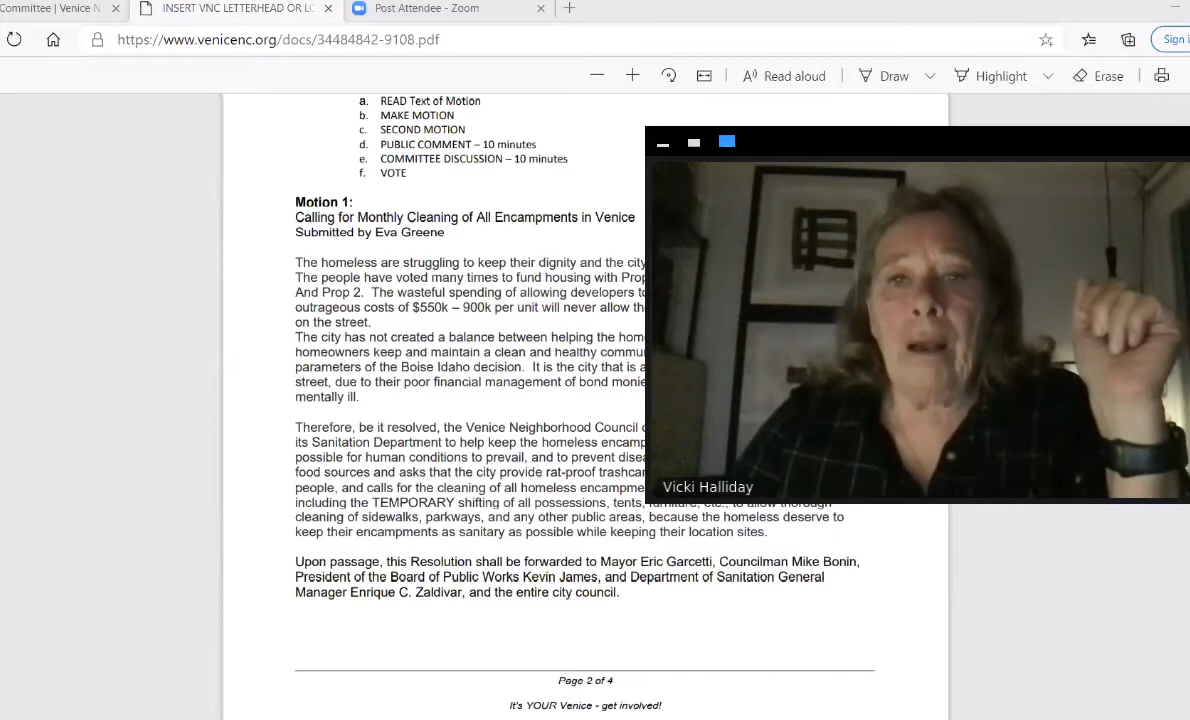 Committee | Venice N
INSERT VNC LETTERHEAD OR LO
Post Attendee - Zoom
https://www.venicenc.org/docs/34484842-9108.pdf
Sign i
Read aloud
Draw
Highlight
Erase
a. READ Text of Motion
b. MAKE MOTION
c. SECOND MOTION
d. PUBLIC COMMENT – 10 minutes
e. COMMITTEE DISCUSSION – 10 minutes
f. VOTE
Motion 1:
Calling for Monthly Cleaning of All Encampments in Venice
Submitted by Eva Greene
The homeless are struggling to keep their dignity and the city
The people have voted many times to fund housing with Prop
And Prop 2. The wasteful spending of allowing developers to
outrageous costs of $550k – 900k per unit will never allow th
on the street.
The city has not created a balance between helping the hom
homeowners keep and maintain a clean and healthy commu
parameters of the Boise Idaho decision. It is the city that is a
street, due to their poor financial management of bond monie
mentally ill.
Therefore, be it resolved, the Venice Neighborhood Council
its Sanitation Department to help keep the homeless encamp
possible for human conditions to prevail, and to prevent disea
food sources and asks that the city provide rat-proof trashcar
people, and calls for the cleaning of all homeless encampme
including the TEMPORARY shifting of all possessions, tents, furniture, etc., to allow thorough
cleaning of sidewalks, parkways, and any other public areas, because the homeless deserve to
keep their encampments as sanitary as possible while keeping their location sites.
Upon passage, this Resolution shall be forwarded to Mayor Eric Garcetti, Councilman Mike Bonin,
President of the Board of Public Works Kevin James, and Department of Sanitation General
Manager Enrique C. Zaldivar, and the entire city council.
Page 2 of 4
It's YOUR Venice - get involved!
Vicki Halliday